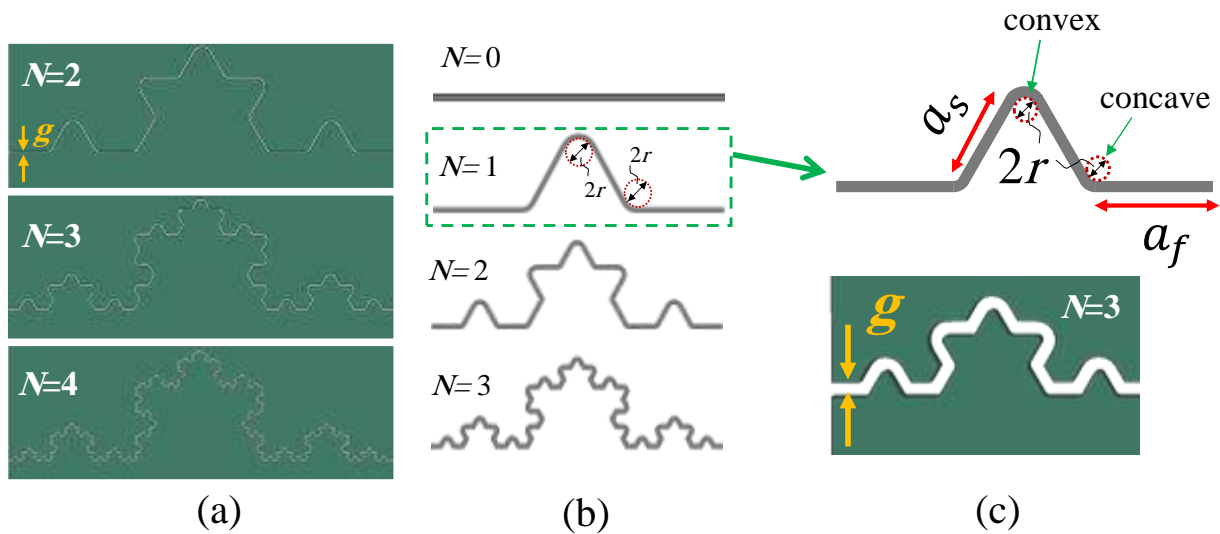 N=2
g
N=3
N=4
(a)
N=0
N=1
2r
2r
N=2
N=3
(b)
convex
concave
a_s
2r
a_f
g
N=3
(c)